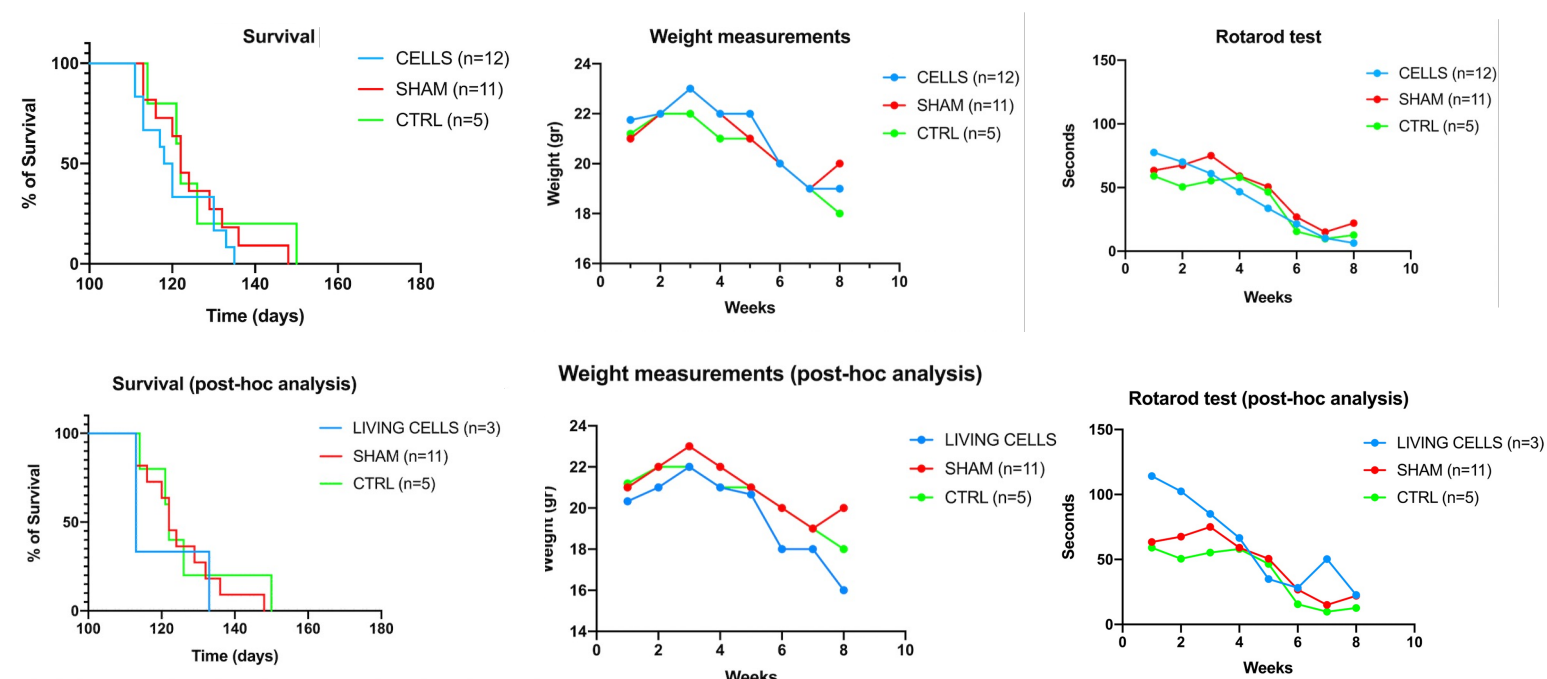 Survival
CELLS (n=12)
SHAM (n=11)
CTRL (n=5)
% of Survival
100
50
0
100 120 140 160 180
Time (days)
Weight measurements
CELLS (n=12)
SHAM (n=11)
CTRL (n=5)
Weight (gr)
24
22
20
18
16
0 2 4 6 8 10
Weeks
Rotarod test
CELLS (n=12)
SHAM (n=11)
CTRL (n=5)
Seconds
150
100
50
0
0 2 4 6 8 10
Weeks
Survival (post-hoc analysis)
LIVING CELLS (n=3)
SHAM (n=11)
CTRL (n=5)
% of Survival
100
50
0
100 120 140 160 180
Time (days)
Weight measurements (post-hoc analysis)
LIVING CELLS
SHAM (n=11)
CTRL (n=5)
Weight (gr)
24
22
20
18
16
14
0 2 4 6 8 10
Weeks
Rotarod test (post-hoc analysis)
LIVING CELLS (n=3)
SHAM (n=11)
CTRL (n=5)
Seconds
150
100
50
0
0 2 4 6 8 10
Weeks